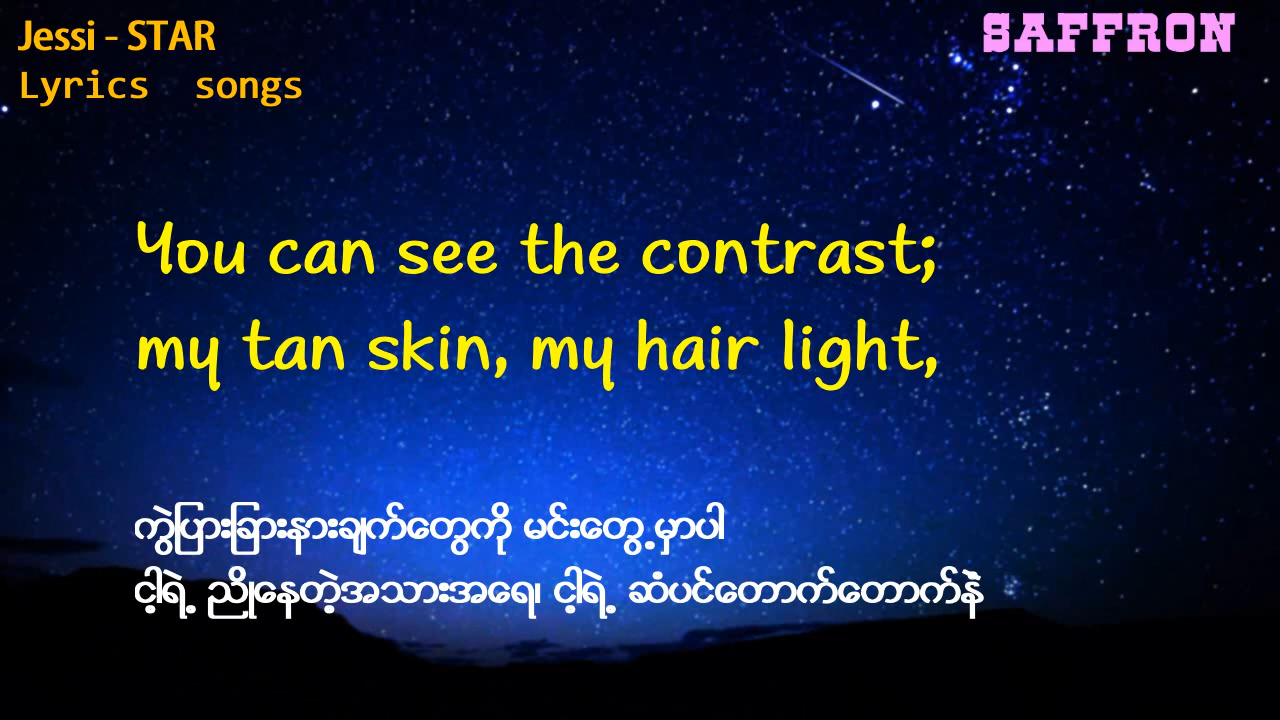 Jessi - STAR
Lyrics songs
SAFFRON
You can see the contrast;
my tan skin, my hair light,
ကွဲပြားခြားနားချက်တွေကို မင်းတွေ့မှာပါ
ငါ့ရဲ့ ညိုနေတဲ့အသားအရေ၊ ငါ့ရဲ့ ဆံပင်တောက်တောက်နဲ